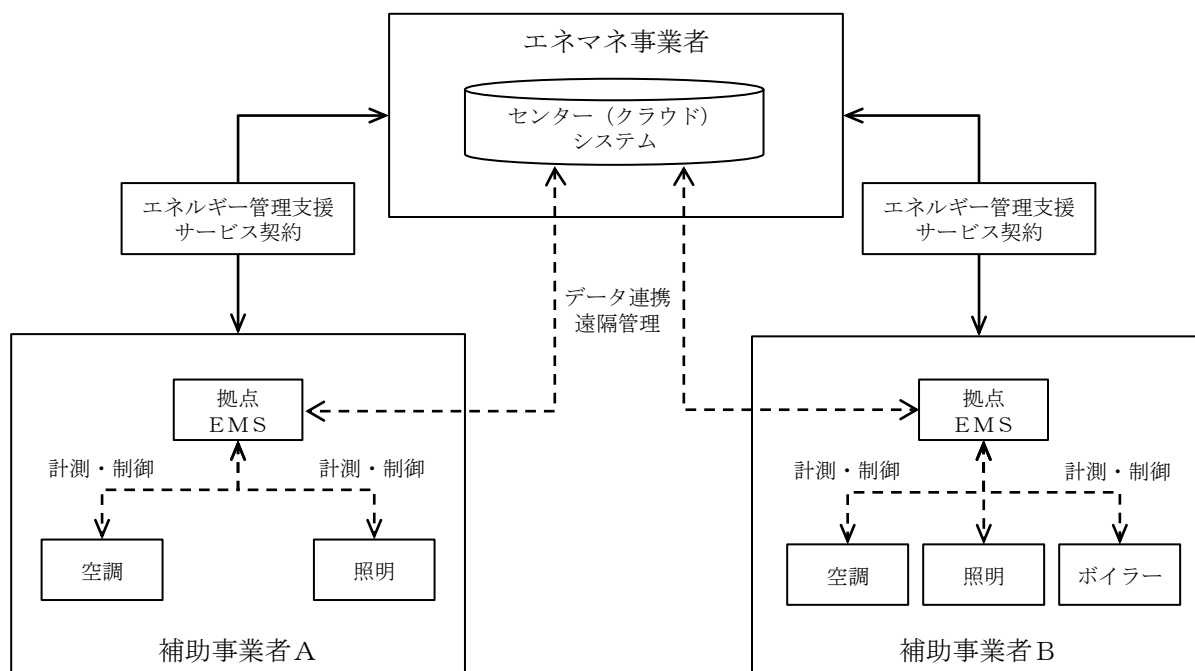 エネマネ事業者
センター（クラウド）
システム
エネルギー管理支援
サービス契約
エネルギー管理支援
サービス契約
データ連携
遠隔管理
拠点
ＥＭＳ
計測・制御
計測・制御
空調
照明
補助事業者Ａ
拠点
ＥＭＳ
計測・制御
計測・制御
空調
照明
ボイラー
補助事業者Ｂ